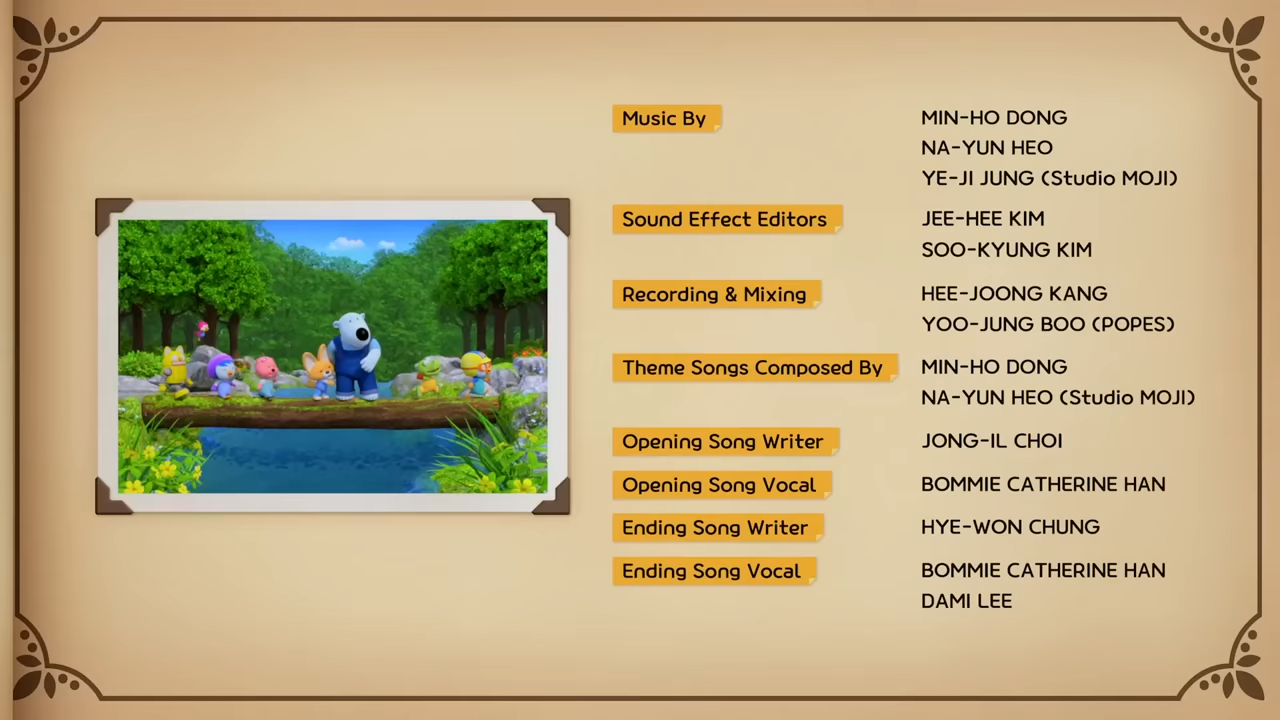 Music By MIN-HO DONG
NA-YUN HEO
YE-JI JUNG (Studio MOJI)
Sound Effect Editors JEE-HEE KIM
SOO-KYUNG KIM
Recording & Mixing HEE-JOONG KANG
YOO-JUNG BOO (POPES)
Theme Songs Composed By MIN-HO DONG
NA-YUN HEO (Studio MOJI)
Opening Song Writer JONG-IL CHOI
Opening Song Vocal BOMMIE CATHERINE HAN
Ending Song Writer HYE-WON CHUNG
Ending Song Vocal BOMMIE CATHERINE HAN
DAMI LEE